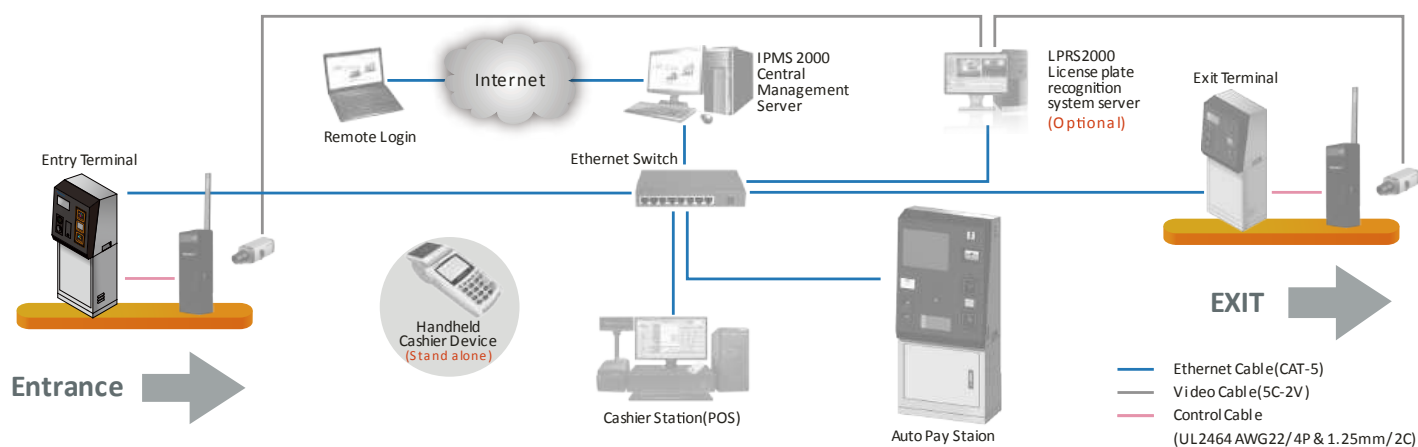 Internet
Remote Login
IPMS 2000
Central
Management
Server
LPRS2000
License plate
recognition
system server
(Optional)
Exit Terminal
Entry Terminal
Ethernet Switch
Handheld
Cashier Device
(Stand alone)
Cashier Station(POS)
Auto Pay Staion
Entrance
EXIT
Ethernet Cable(CAT-5)
Video Cable(5C-2V)
Control Cable
(UL2464 AWG22/4P & 1.25mm/2C)